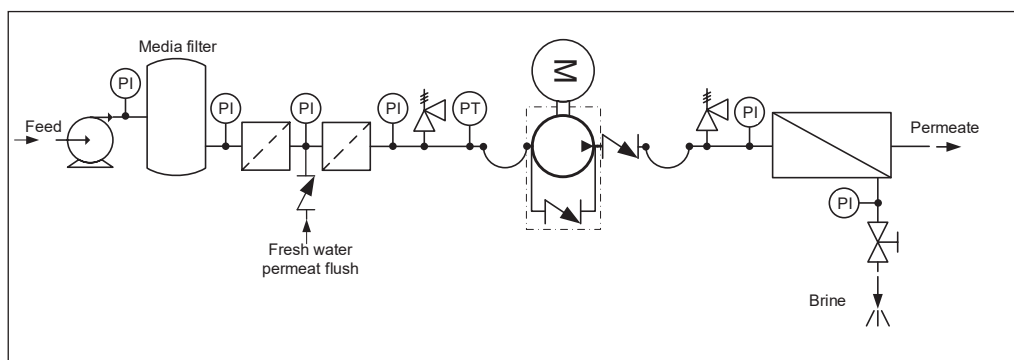 Media filter
M
PI
PI
PI
PI
PT
PI
Feed
Permeate
PI
Fresh water
permeat flush
Brine